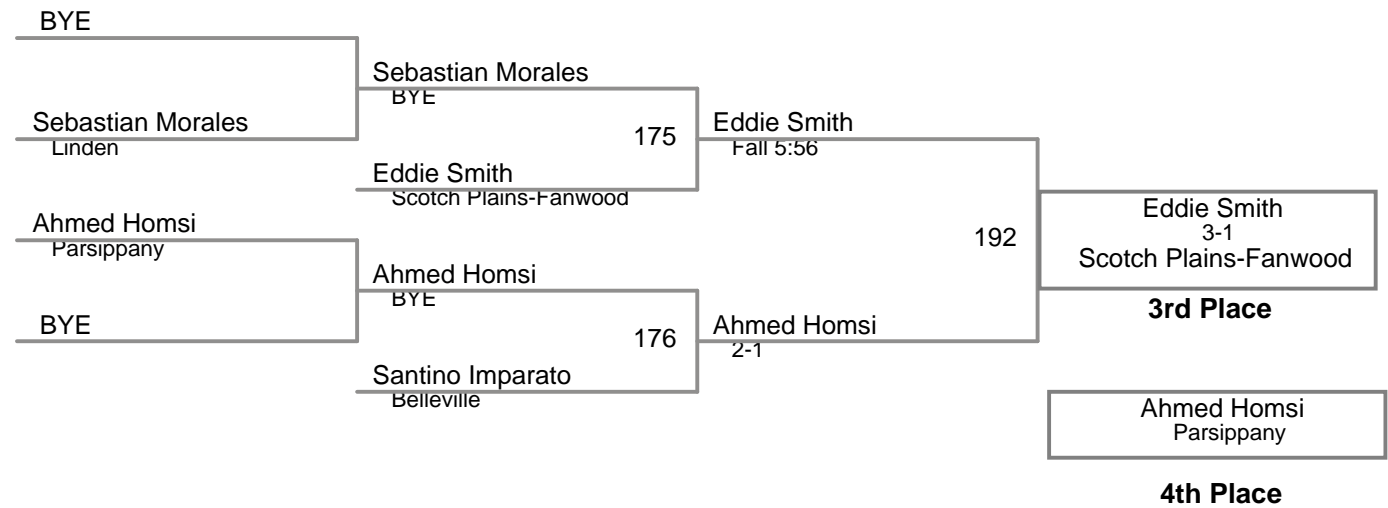 BYE
Sebastian Morales
BYE
Sebastian Morales
Linden
175
Eddie Smith
Fall 5:56
Eddie Smith
Scotch Plains-Fanwood
Ahmed Homsi
Parsippany
192
Eddie Smith
3-1
Scotch Plains-Fanwood
3rd Place
Ahmed Homsi
BYE
BYE
176
Ahmed Homsi
2-1
Santino Imparato
Belleville
Ahmed Homsi
Parsippany
4th Place